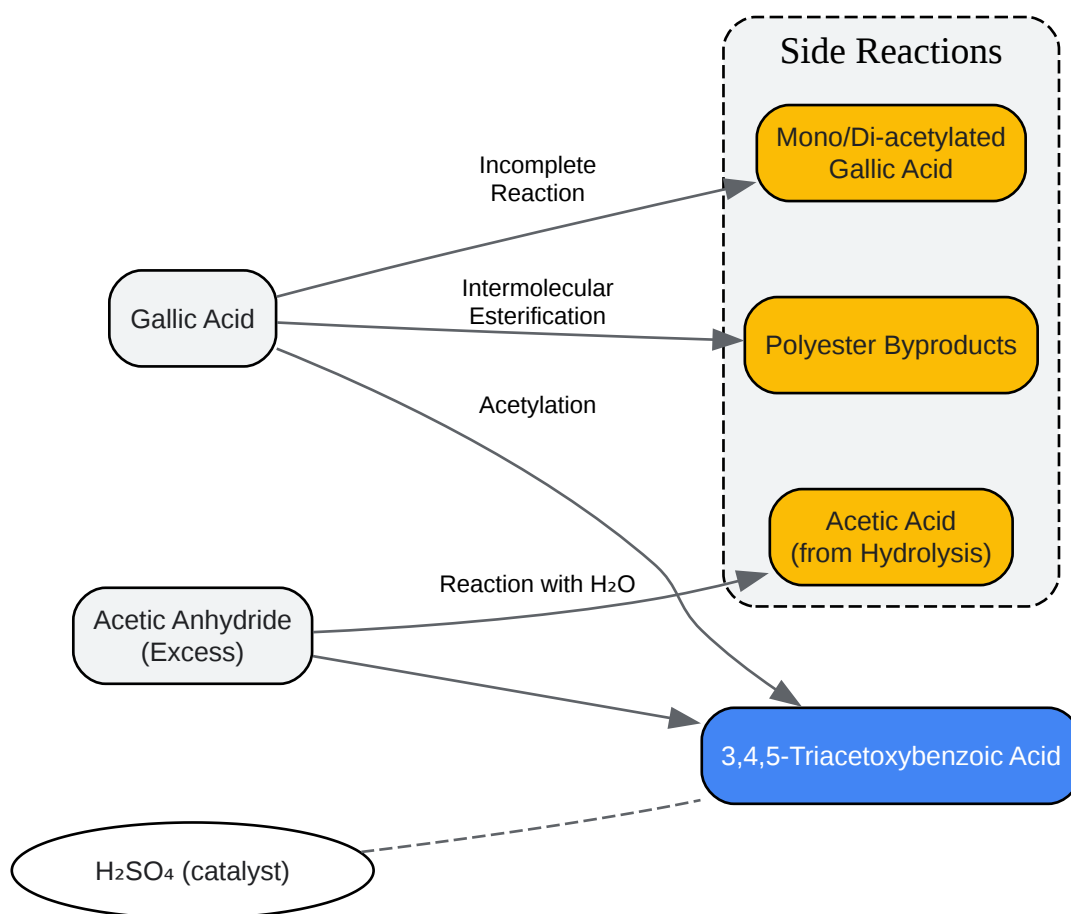 Side Reactions
Mono/Di-acetylated
Gallic Acid
Incomplete
Reaction
Gallic Acid
Intermolecular
Esterification
Polyester Byproducts
Acetylation
Acetic Acid
(from Hydrolysis)
Reaction with H₂O
Acetic Anhydride
(Excess)
3,4,5-Triacetoxybenzoic Acid
H₂SO₄ (catalyst)